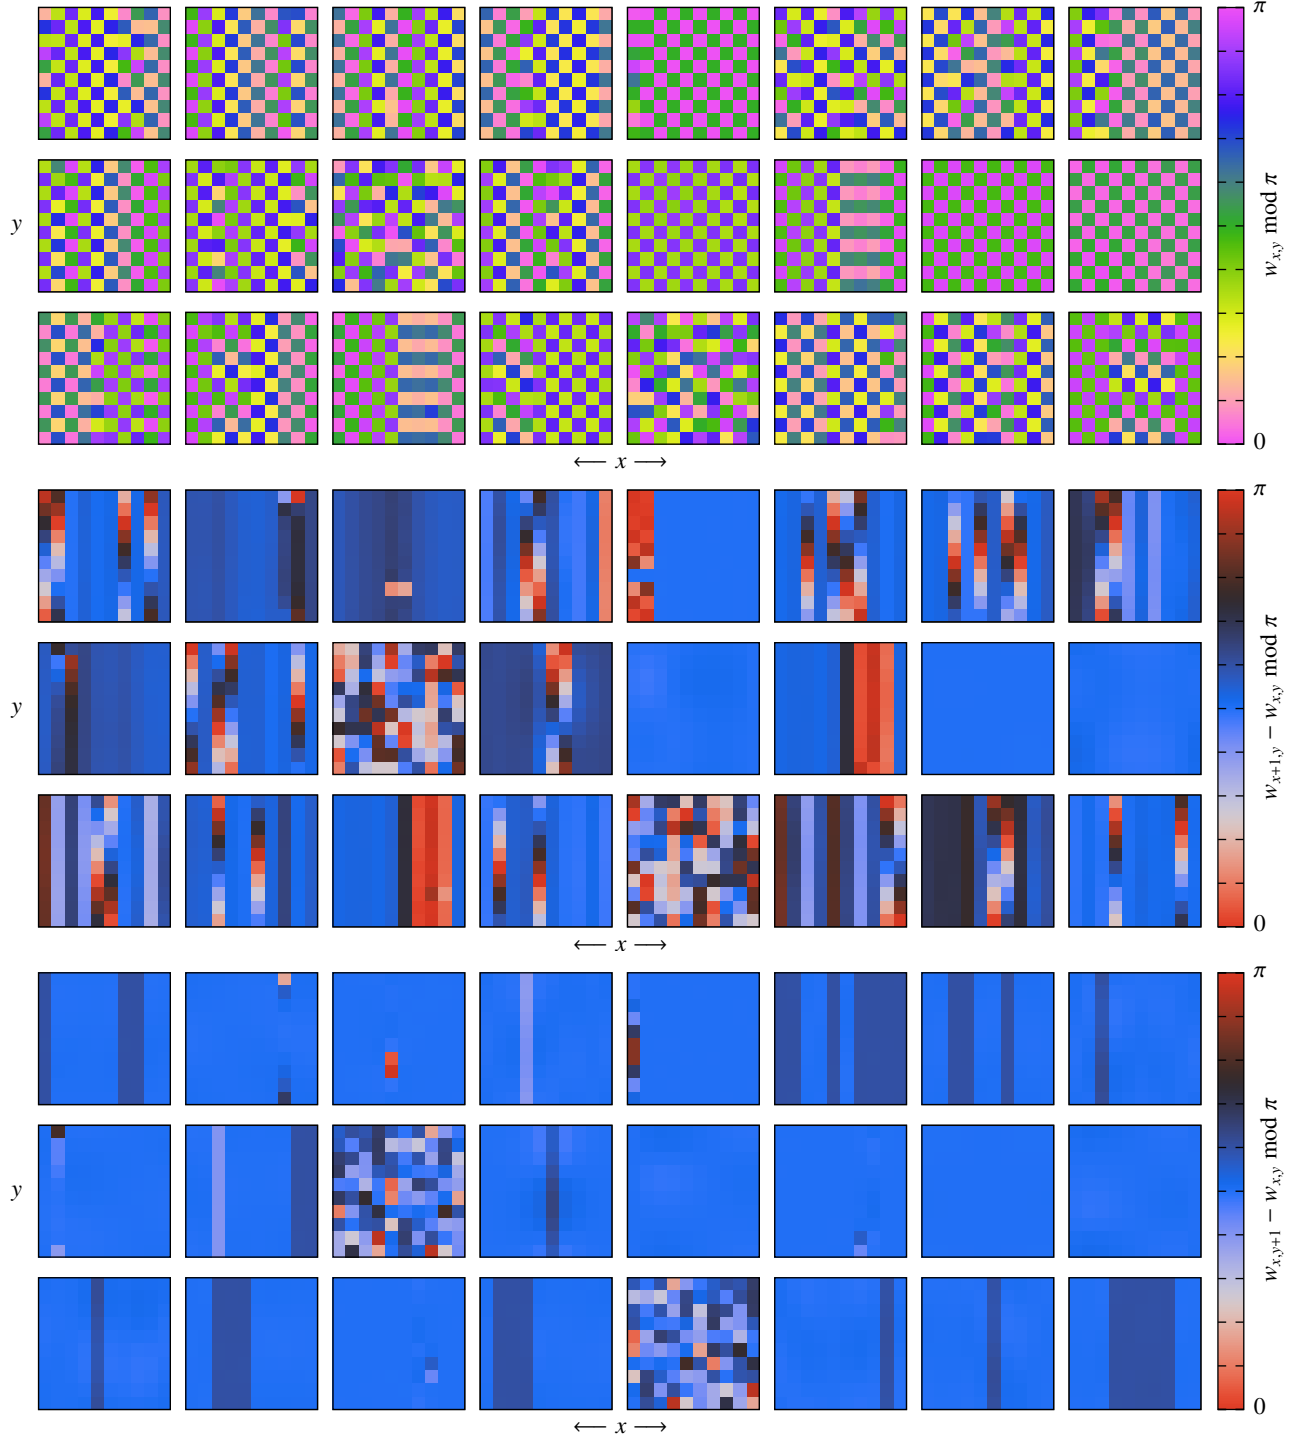 π
y
w_{x,y} mod π
0
← x →
π
y
w_{x+1,y} − w_{x,y} mod π
0
← x →
π
y
w_{x,y+1} − w_{x,y} mod π
0
← x →